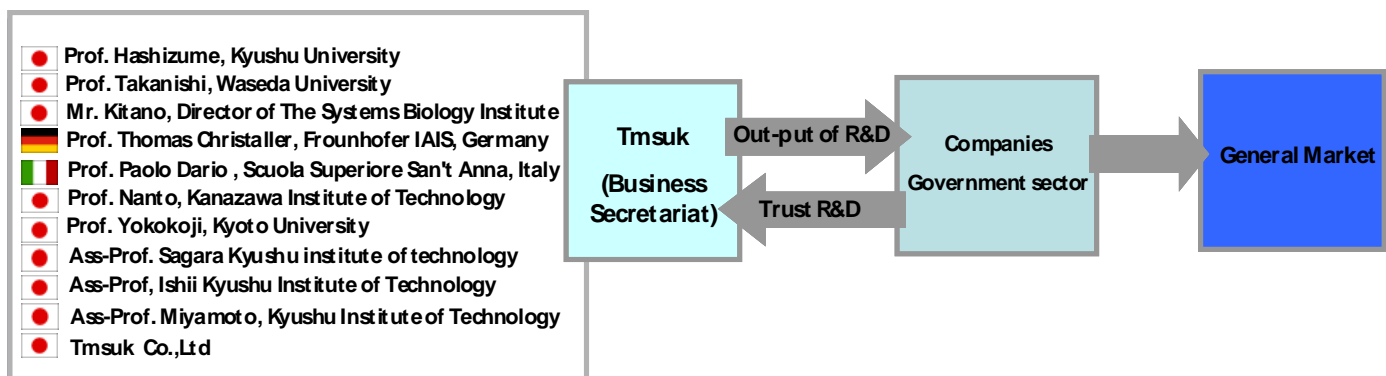 Prof. Hashizume, Kyushu University
Prof. Takanishi, Waseda University
Mr. Kitano, Director of The Systems Biology Institute
Prof. Thomas Christaller, Frounhofer IAIS, Germany
Prof. Paolo Dario , Scuola Superiore San't Anna, Italy
Prof. Nanto, Kanazawa Institute of Technology
Prof. Yokokoji, Kyoto University
Ass-Prof. Sagara Kyushu institute of technology
Ass-Prof, Ishii Kyushu Institute of Technology
Ass-Prof. Miyamoto, Kyushu Institute of Technology
Tmsuk Co.,Ltd
Tmsuk
(Business
Secretariat)
Out-put of R&D
Trust R&D
Companies
Government sector
General Market